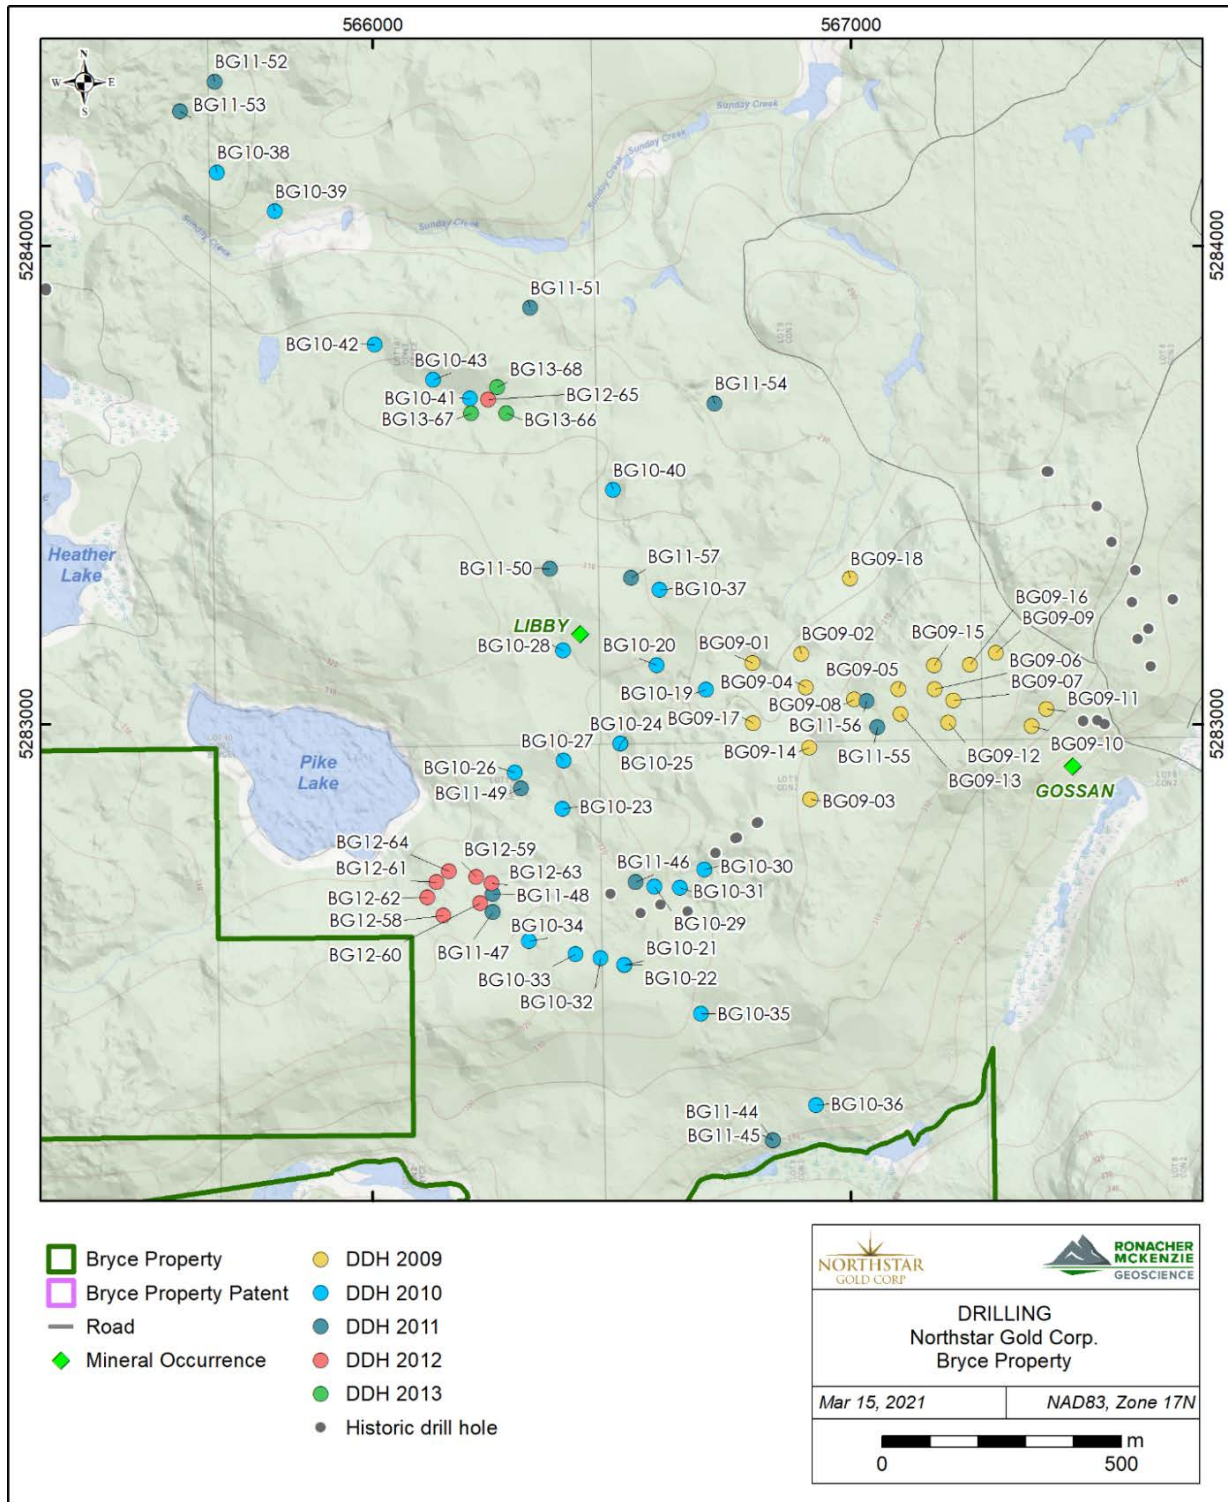 566000
567000
N
W
E
S
BG11-52
BG11-53
BG10-38
BG10-39
Sunday Creek
Sunday Creek
Sunday Creek
Sunday Creek
Sunday Creek
5284000
5284000
BG11-51
BG10-42
BG10-43
BG13-68
BG11-54
BG10-41
BG12-65
BG13-67
BG13-66
BG10-40
Heather
Lake
BG11-50
BG11-57
BG10-37
BG09-18
BG09-16
BG09-09
LIBBY
BG10-28
BG10-20
BG09-01
BG09-02
BG09-15
BG09-06
BG09-05
BG09-04
BG09-07
BG10-19
BG09-08
BG09-11
BG09-17
BG11-56
5283000
5283000
BG10-24
BG10-27
BG10-25
BG09-14
BG11-55
BG09-12
BG09-10
BG09-13
Pike
Lake
BG10-26
BG11-49
GOSSAN
BG10-23
BG09-03
BG12-64
BG12-59
BG11-46
BG10-30
BG12-61
BG12-63
BG10-31
BG12-62
BG11-48
BG12-58
BG10-29
BG10-34
BG12-60
BG11-47
BG10-21
BG10-33
BG10-22
BG10-32
BG10-35
BG10-36
BG11-44
BG11-45
Bryce Property
Bryce Property Patent
Road
Mineral Occurrence
DDH 2009
DDH 2010
DDH 2011
DDH 2012
DDH 2013
Historic drill hole
NORTHSTAR
GOLD CORP
RONACHER
MCKENZIE
GEOSCIENCE
DRILLING
Northstar Gold Corp.
Bryce Property
Mar 15, 2021
NAD83, Zone 17N
m
0
500